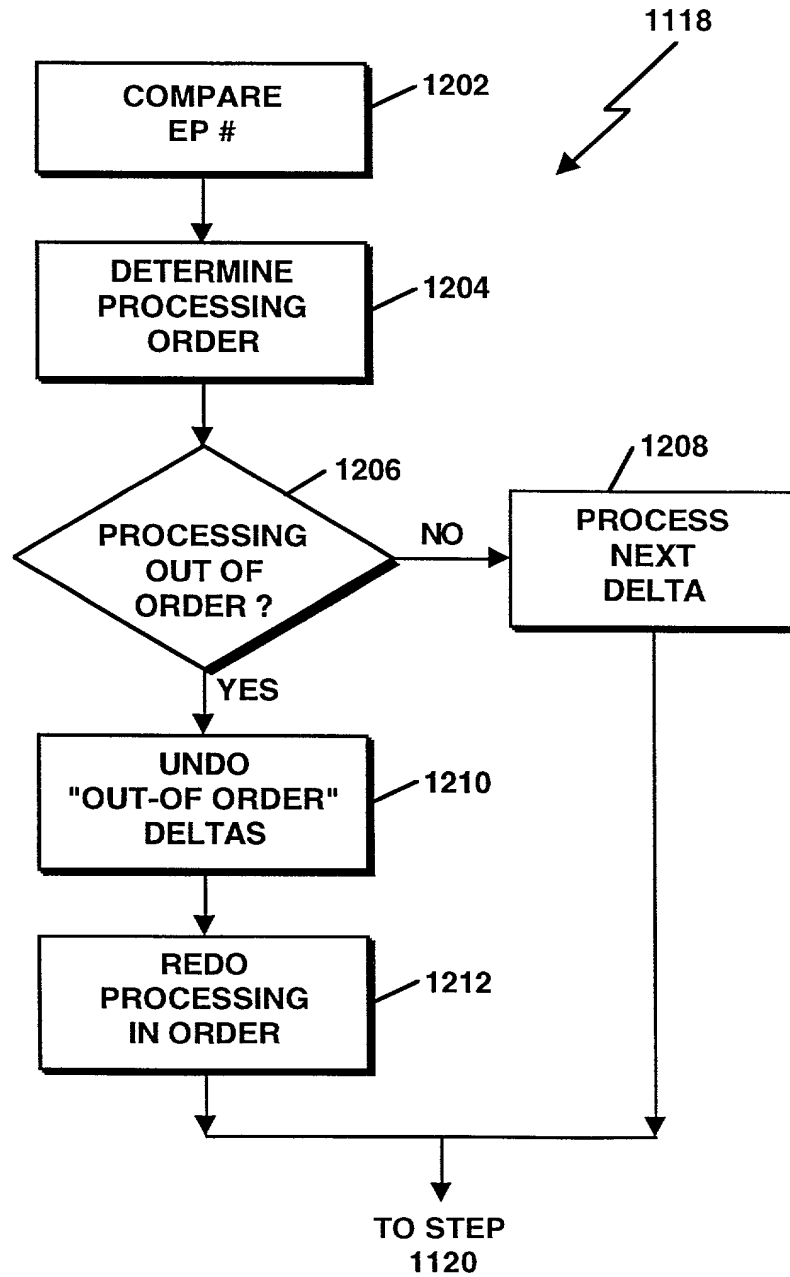 1118
COMPARE
EP #
1202
DETERMINE
PROCESSING
ORDER
1204
1206
PROCESSING
OUT OF
ORDER ?
NO
1208
PROCESS
NEXT
DELTA
YES
UNDO
"OUT-OF ORDER"
DELTAS
1210
REDO
PROCESSING
IN ORDER
1212
TO STEP
1120